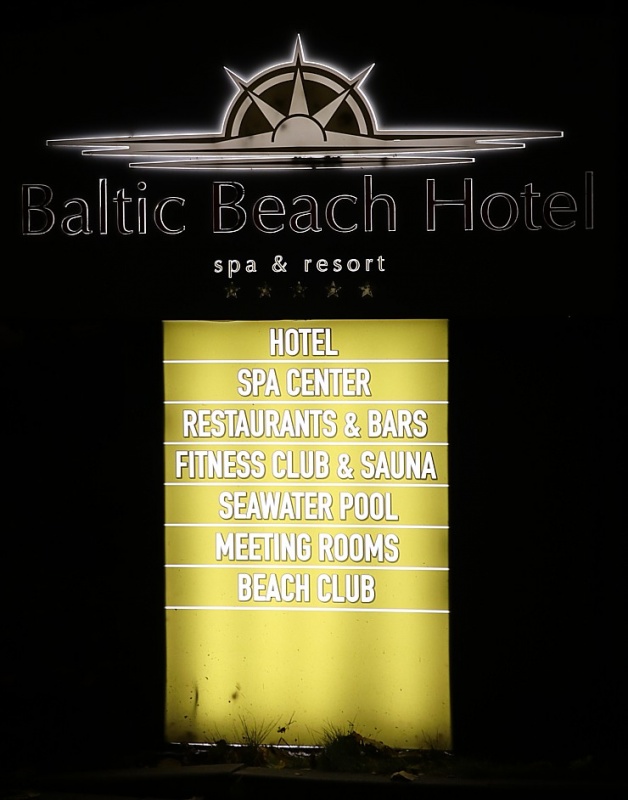 Baltic Beach Hotel
spa & resort
HOTEL
SPA CENTER
RESTAURANTS & BARS
FITNESS CLUB & SAUNA
SEAWATER POOL
MEETING ROOMS
BEACH CLUB